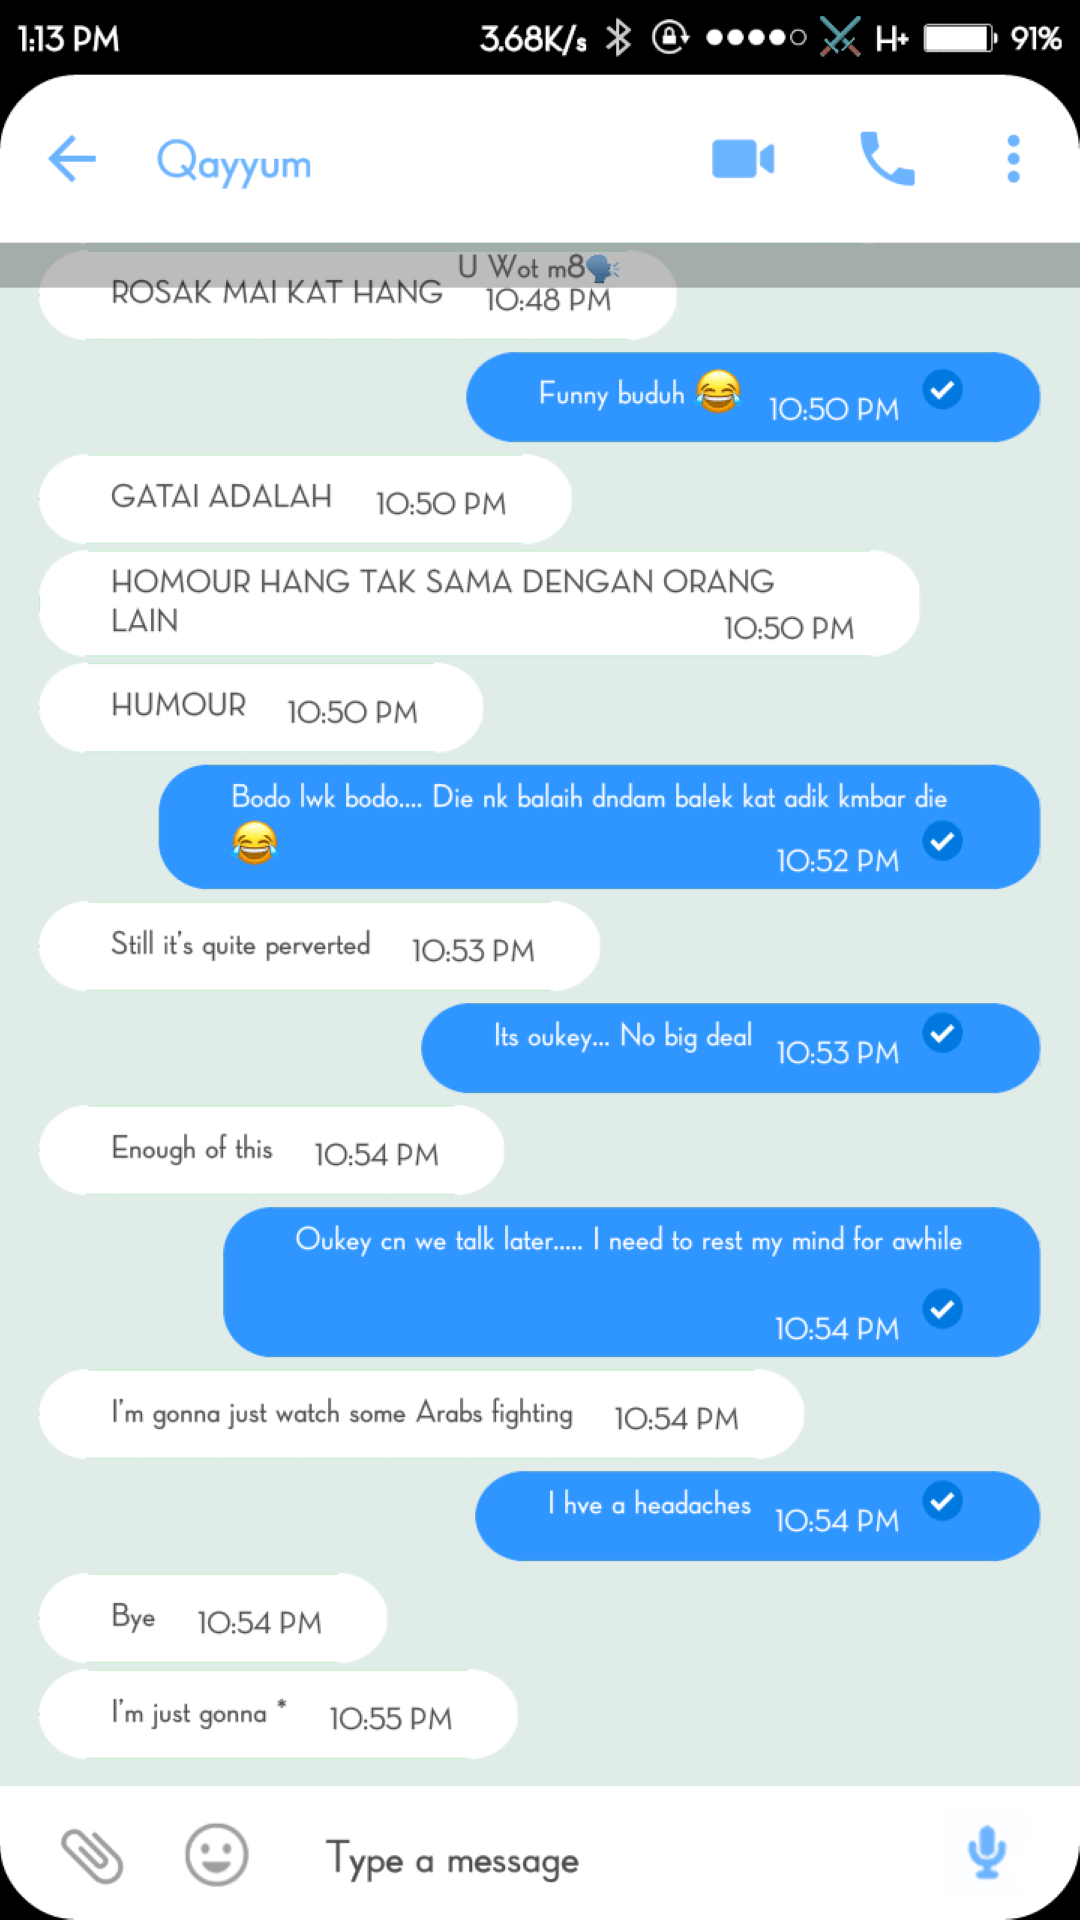 1:13 PM 3.68K/s H+ 91%
Qayyum
U Wot m8🗣
ROSAK MAI KAT HANG 10:48 PM
Funny buduh 😂 10:50 PM
GATAI ADALAH 10:50 PM
HOMOUR HANG TAK SAMA DENGAN ORANG
LAIN 10:50 PM
HUMOUR 10:50 PM
Bodo lwk bodo.... Die nk balaih dndam balek kat adik kmbar die
😂 10:52 PM
Still it's quite perverted 10:53 PM
Its oukey... No big deal 10:53 PM
Enough of this 10:54 PM
Oukey cn we talk later..... I need to rest my mind for awhile
10:54 PM
I'm gonna just watch some Arabs fighting 10:54 PM
I hve a headaches 10:54 PM
Bye 10:54 PM
I'm just gonna * 10:55 PM
Type a message